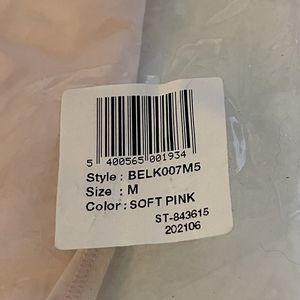 5 400565 001934
Style : BELK007M5
Size : M
Color : SOFT PINK
ST-843615
202106